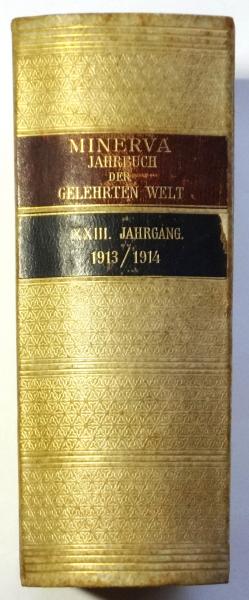 MINERVA
JAHRBUCH
DER
GELEHRTEN WELT
XXIII. JAHRGANG.
1913/1914